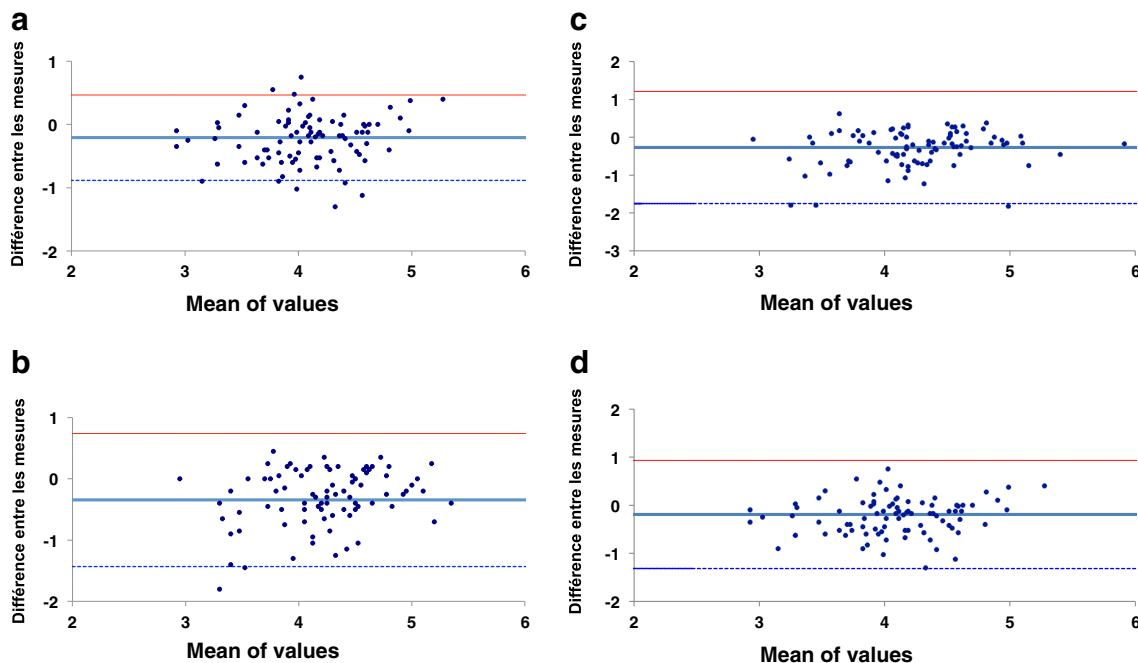 a
Différence entre les mesures
1
0
-1
-2
2 3 4 5 6
Mean of values
b
Différence entre les mesures
1
0
-1
-2
2 3 4 5 6
Mean of values
c
Différence entre les mesures
2
1
0
-1
-2
-3
2 3 4 5 6
Mean of values
d
Différence entre les mesures
2
1
0
-1
-2
2 3 4 5 6
Mean of values